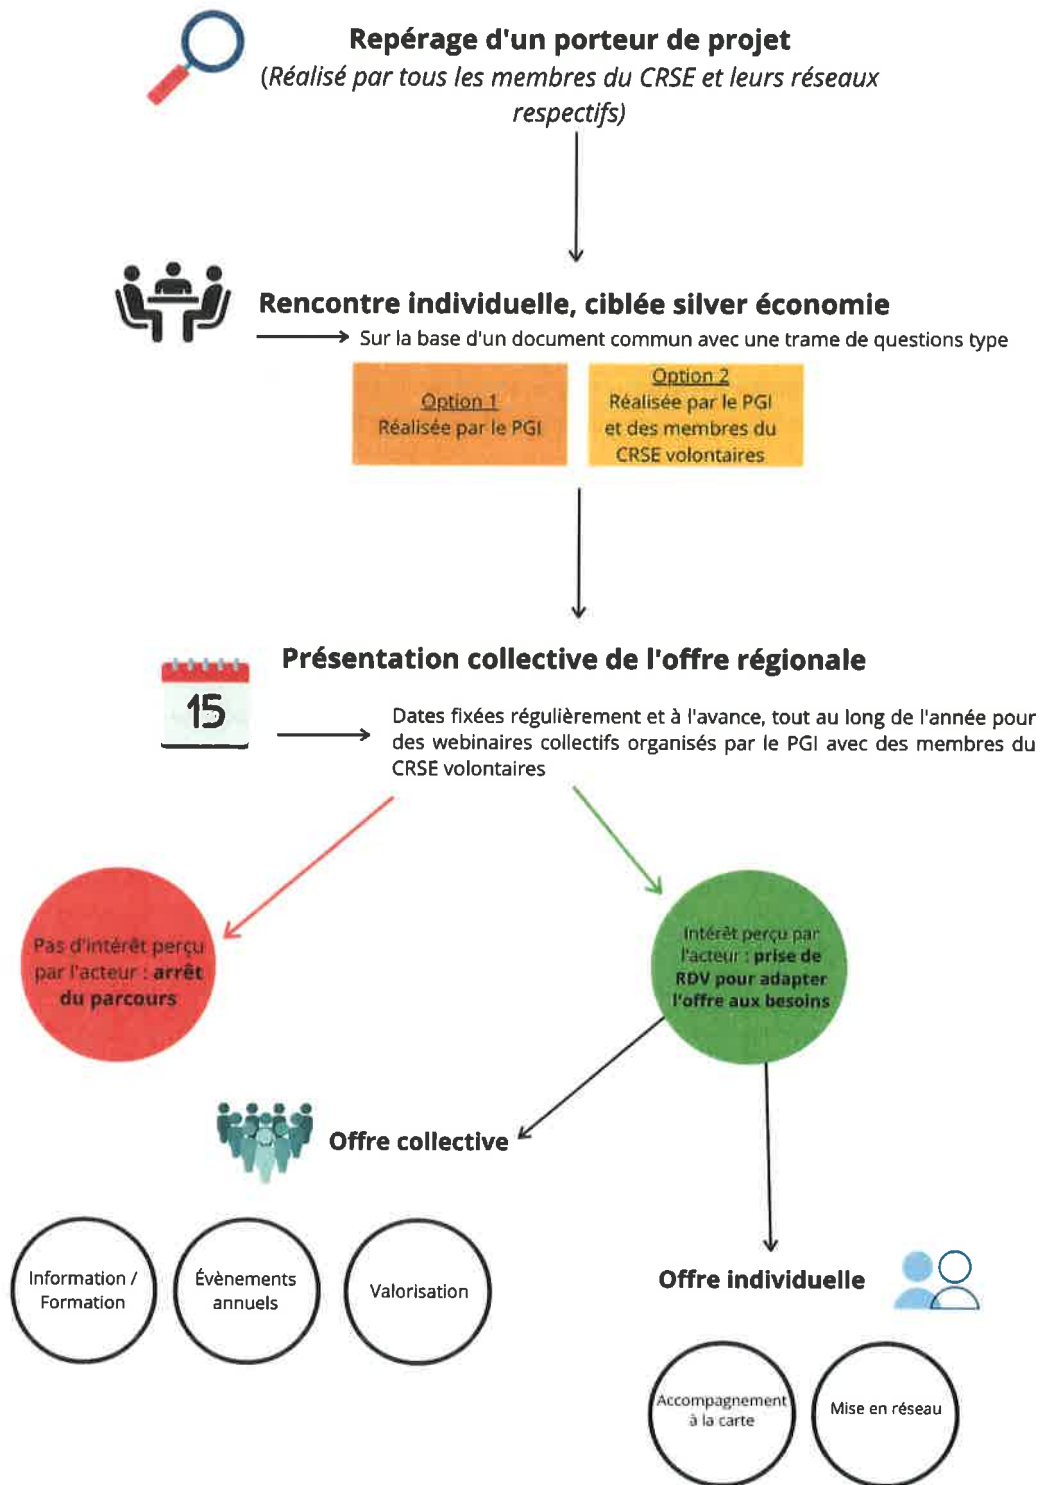 Repérage d'un porteur de projet
(Réalisé par tous les membres du CRSE et leurs réseaux
respectifs)
Rencontre individuelle, ciblée silver économie
Sur la base d'un document commun avec une trame de questions type
Option 1
Réalisée par le PGI
Option 2
Réalisée par le PGI
et des membres du
CRSE volontaires
Présentation collective de l'offre régionale
15
Dates fixées régulièrement et à l'avance, tout au long de l'année pour
des webinaires collectifs organisés par le PGI avec des membres du
CRSE volontaires
Pas d'intérêt perçu
par l'acteur : arrêt
du parcours
Intérêt perçu par
l'acteur : prise de
RDV pour adapter
l'offre aux besoins
Offre collective
Information /
Formation
Évènements
annuels
Valorisation
Offre individuelle
Accompagnement
à la carte
Mise en réseau